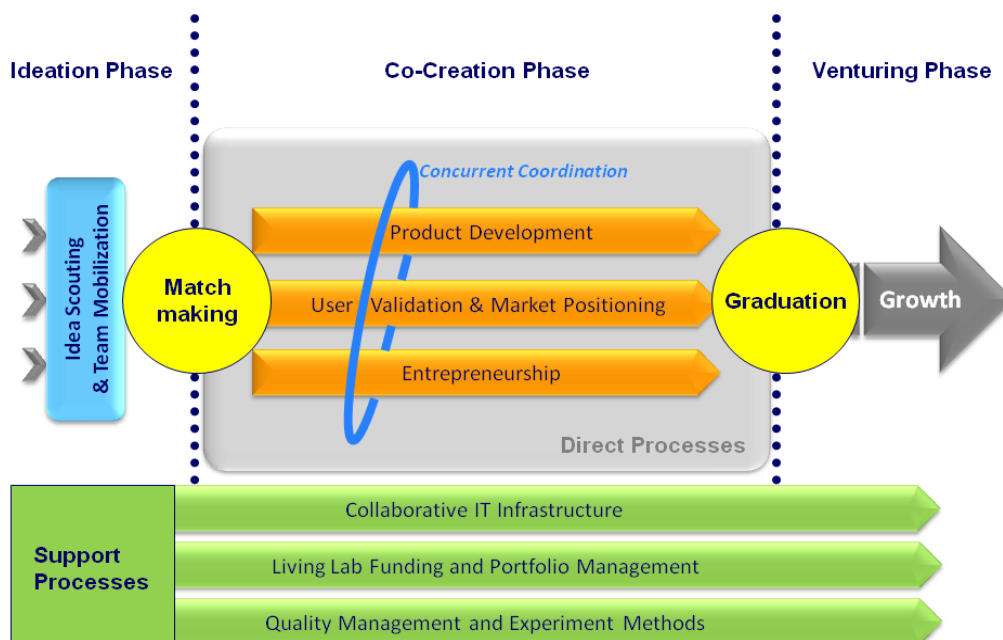 Ideation Phase
Co-Creation Phase
Venturing Phase
Concurrent Coordination
Idea Scouting
& Team Mobilization
Match
making
Product Development
User Validation & Market Positioning
Entrepreneurship
Graduation
Growth
Direct Processes
Support
Processes
Collaborative IT Infrastructure
Living Lab Funding and Portfolio Management
Quality Management and Experiment Methods